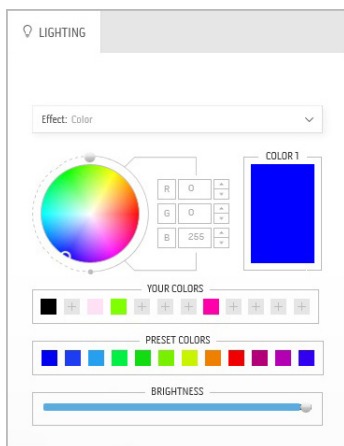 LIGHTING
Effect: Color
COLOR 1
R 0
G 0
B 255
YOUR COLORS
PRESET COLORS
BRIGHTNESS